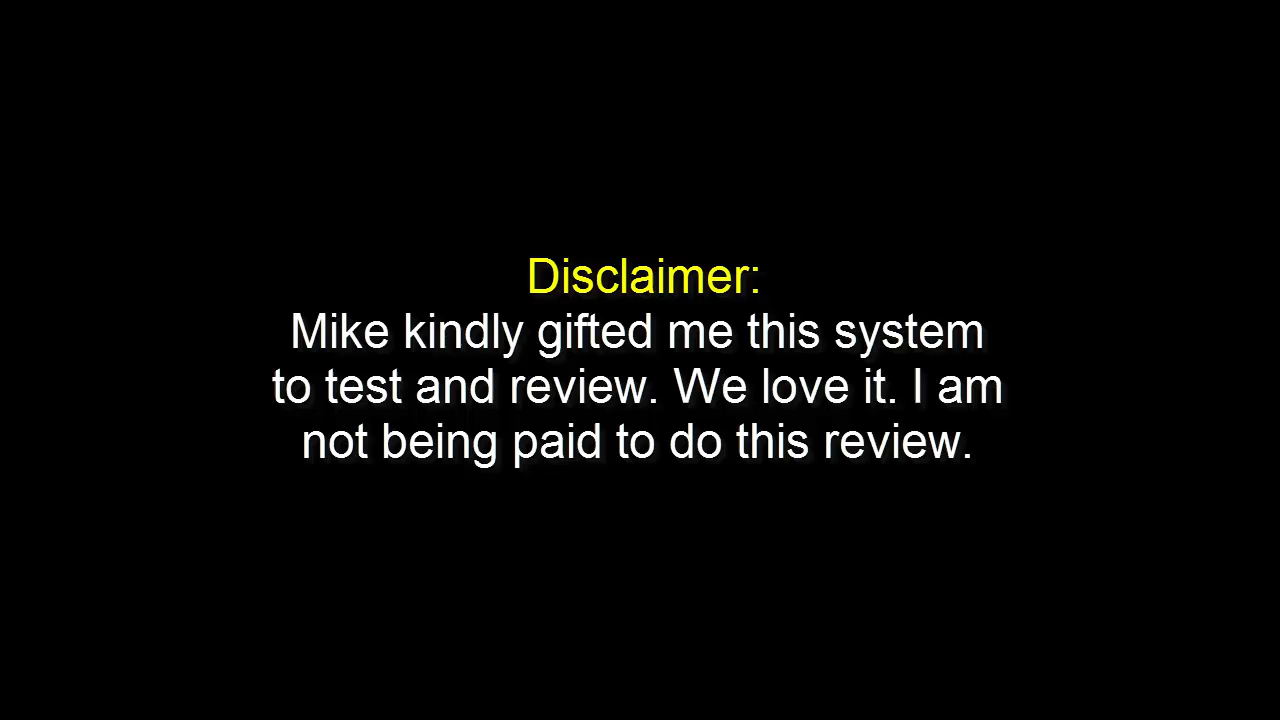 Disclaimer:
Mike kindly gifted me this system
to test and review. We love it. I am
not being paid to do this review.